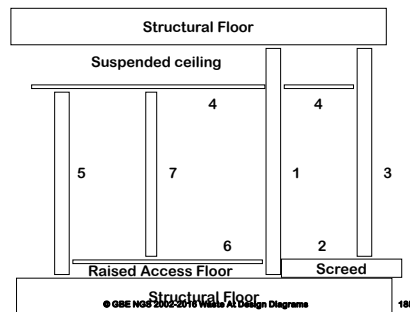 Structural Floor
Suspended ceiling
4 4
5 7 1 3
6 2
Raised Access Floor Screed
Structural Floor
© GBE NGS 2002-2016 Waste At Design Diagrams